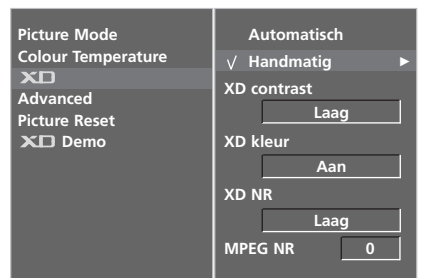 Picture Mode
Colour Temperature
XD
Advanced
Picture Reset
XD Demo
Automatisch
√ Handmatig ►
XD contrast
Laag
XD kleur
Aan
XD NR
Laag
MPEG NR 0